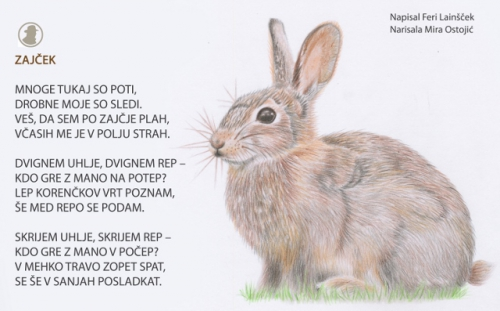 Napisal Feri Lainšček
Narisala Mira Ostojić
ZAJČEK
MNOGE TUKAJ SO POTI,
DROBNE MOJE SO SLEDI.
VEŠ, DA SEM PO ZAJČJE PLAH,
VČASIH ME JE V POLJU STRAH.
DVIGNEM UHLJE, DVIGNEM REP –
KDO GRE Z MANO NA POTEP?
LEP KORENČKOV VRT POZNAM,
ŠE MED REPO SE PODAM.
SKRIJEM UHLJE, SKRIJEM REP –
KDO GRE Z MANO V POČEP?
V MEHKO TRAVO ZOPET SPAT,
SE ŠE V SANJAH POSLADKAT.